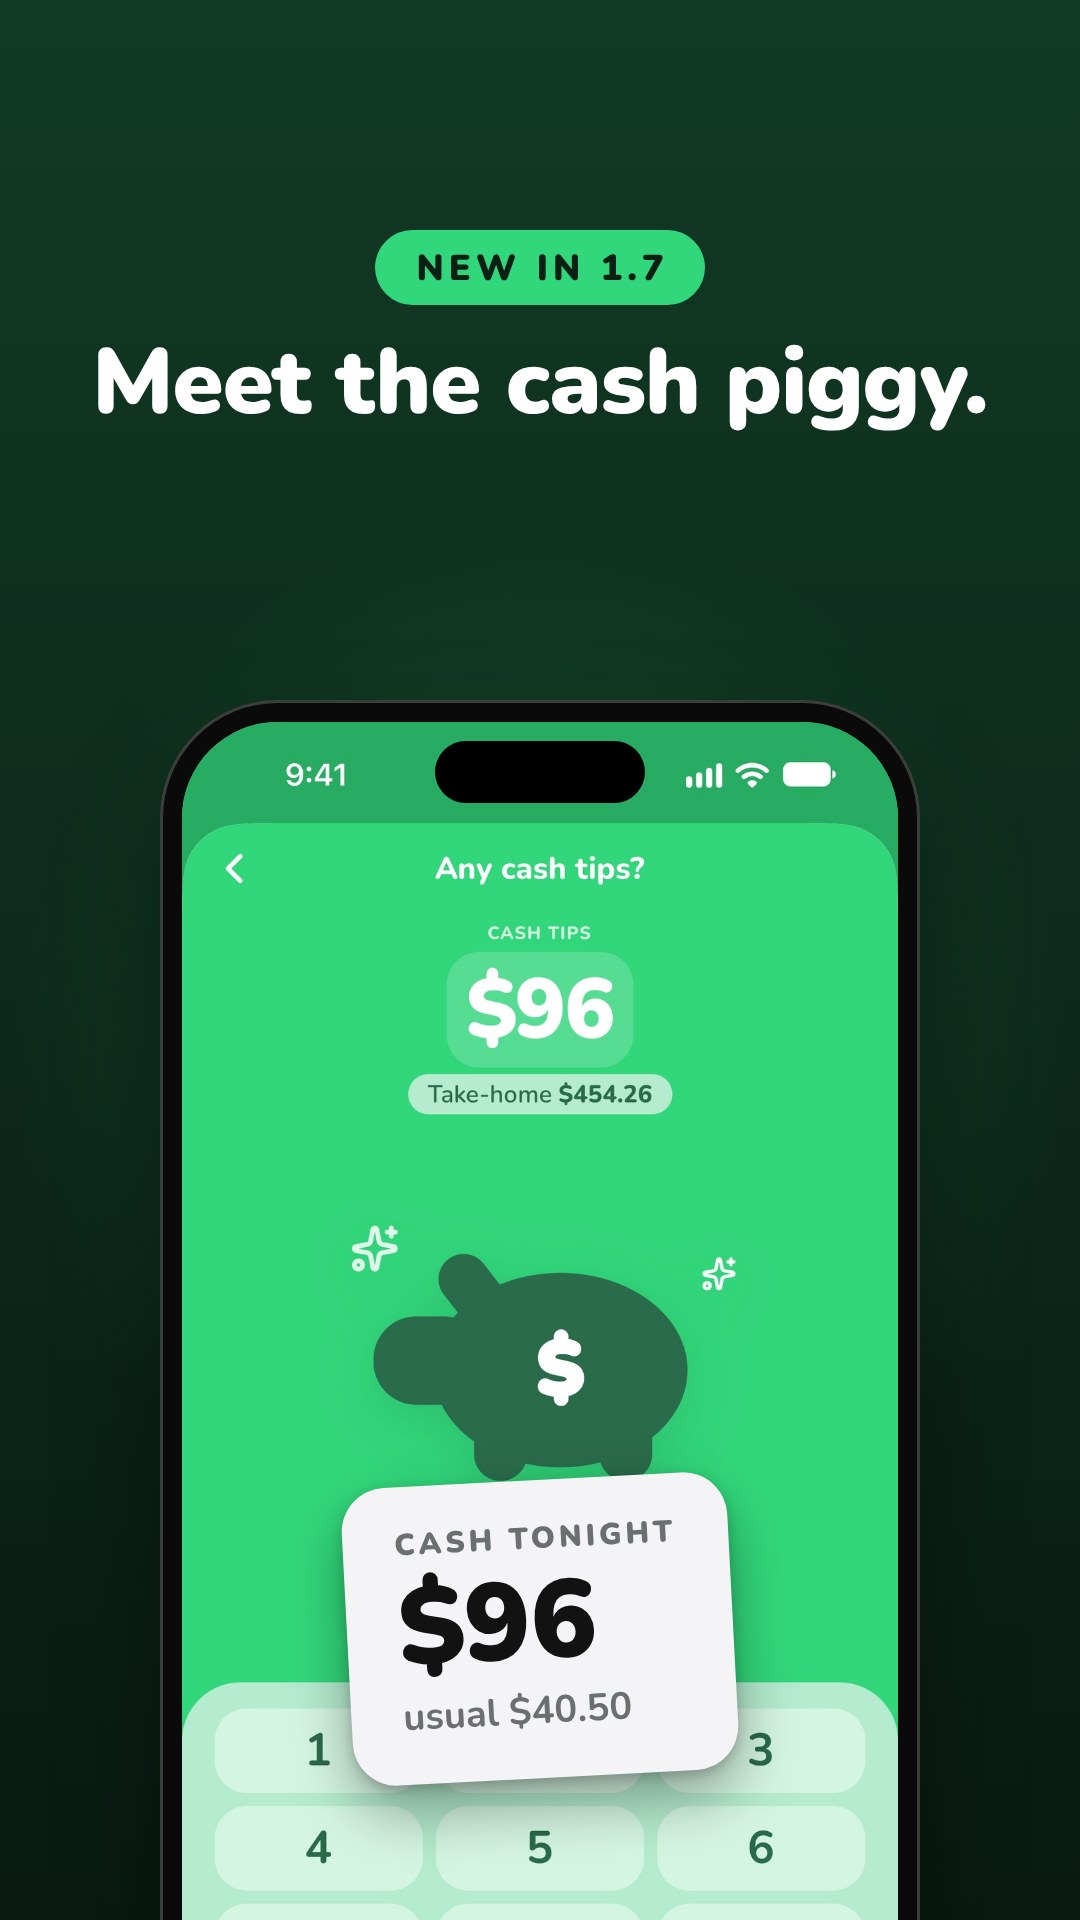 NEW IN 1.7
Meet the cash piggy.
9:41
Any cash tips?
CASH TIPS
$96
Take-home $454.26
$
CASH TONIGHT
$96
usual $40.50
1 3
4 5 6